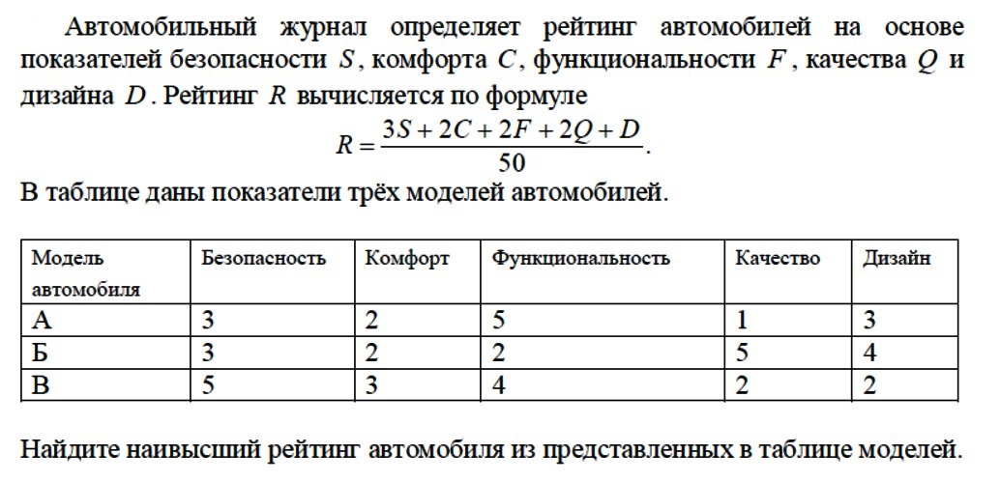 Автомобильный журнал определяет рейтинг автомобилей на основе
показателей безопасности S, комфорта C, функциональности F, качества Q и
дизайна D. Рейтинг R вычисляется по формуле
R = (3S + 2C + 2F + 2Q + D) / 50.
В таблице даны показатели трёх моделей автомобилей.
Модель автомобиля Безопасность Комфорт Функциональность Качество Дизайн
А 3 2 5 1 3
Б 3 2 2 5 4
В 5 3 4 2 2
Найдите наивысший рейтинг автомобиля из представленных в таблице моделей.